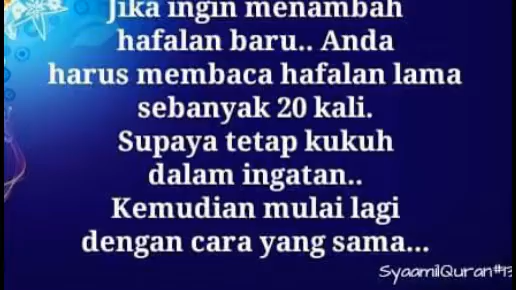 Jika ingin menambah
hafalan baru.. Anda
harus membaca hafalan lama
sebanyak 20 kali.
Supaya tetap kukuh
dalam ingatan..
Kemudian mulai lagi
dengan cara yang sama...
SyaamilQuran#13